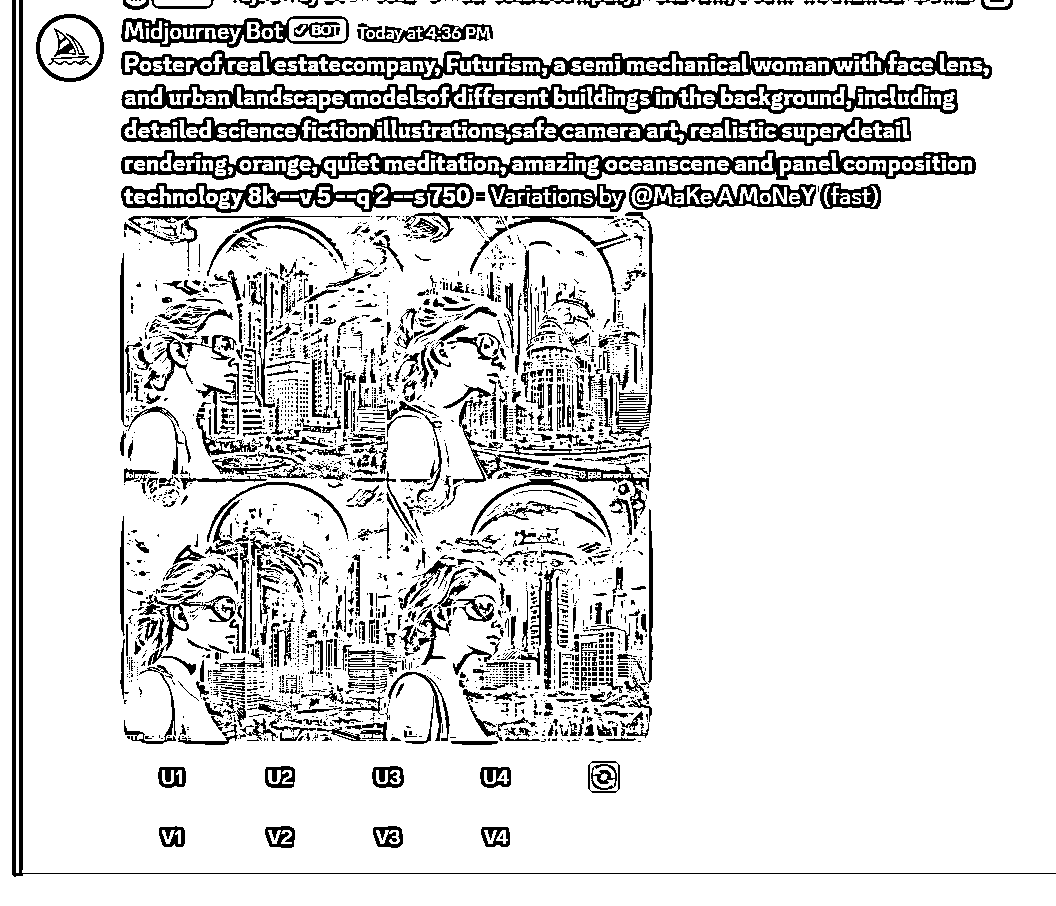 Midjourney Bot ✓BOT Today at 4:36 PM
Poster of real estatecompany, Futurism, a semi mechanical woman with face lens,
and urban landscape modelsof different buildings in the background, including
detailed science fiction illustrations,safe camera art, realistic super detail
rendering, orange, quiet meditation, amazing oceanscene and panel composition
technology 8k --v 5 --q 2 --s 750 - Variations by @MaKe A MoNeY (fast)
U1 U2 U3 U4
V1 V2 V3 V4